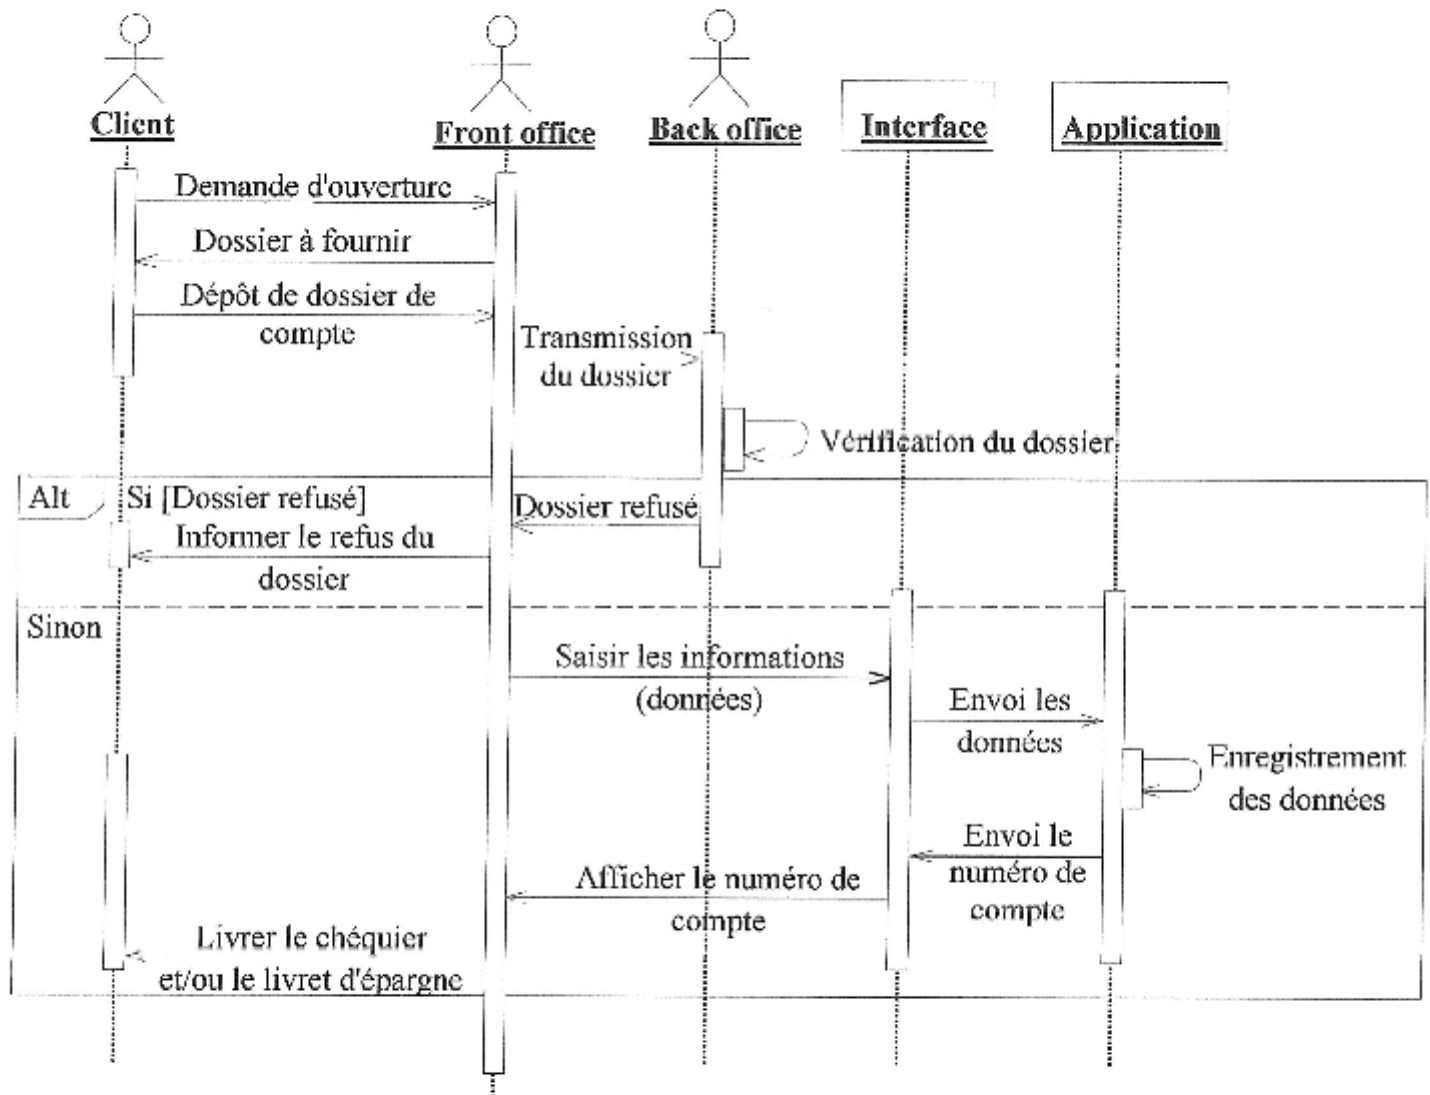 Client
Front office
Back office
Interface
Application
Demande d'ouverture
Dossier à fournir
Dépôt de dossier de
compte
Transmission
du dossier
Vérification du dossier
Alt
Si [Dossier refusé]
Dossier refusé
Informer le refus du
dossier
Sinon
Saisir les informations
(données)
Envoi les
données
Enregistrement
des données
Envoi le
numéro de
compte
Afficher le numéro de
compte
Livrer le chéquier
et/ou le livret d'épargne